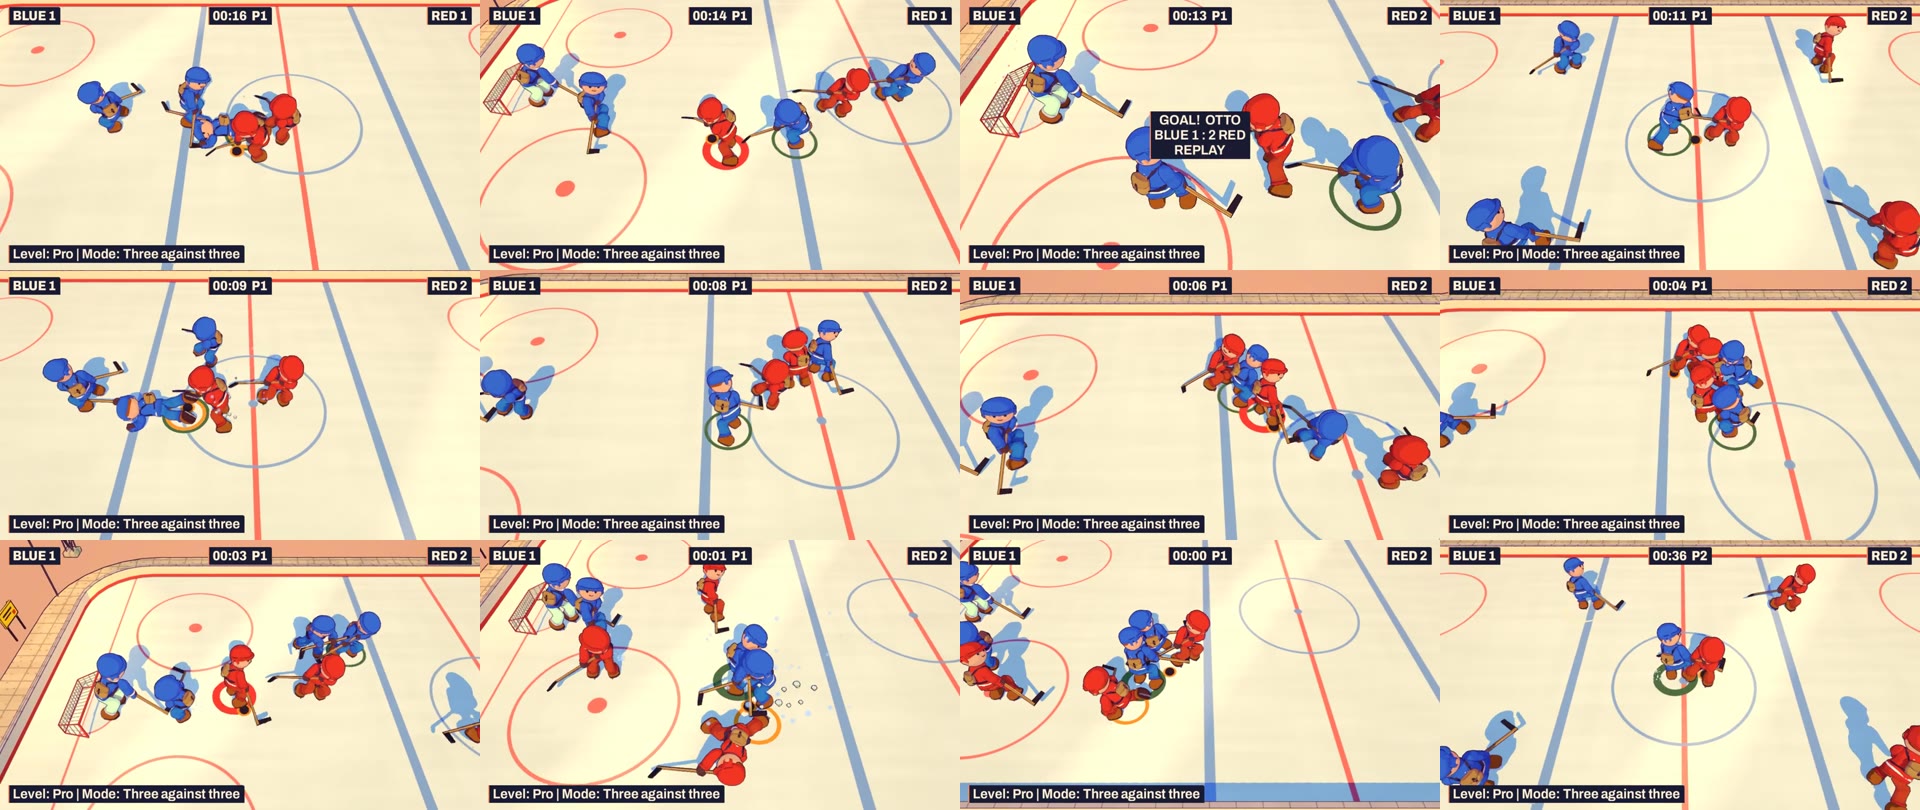 BLUE 1 00:16 P1 RED 1
Level: Pro | Mode: Three against three
BLUE 1 00:14 P1 RED 1
Level: Pro | Mode: Three against three
BLUE 1 00:13 P1 RED 2
GOAL! OTTO
BLUE 1 : 2 RED
REPLAY
Level: Pro | Mode: Three against three
BLUE 1 00:11 P1 RED 2
Level: Pro | Mode: Three against three
BLUE 1 00:09 P1 RED 2
Level: Pro | Mode: Three against three
BLUE 1 00:08 P1 RED 2
Level: Pro | Mode: Three against three
BLUE 1 00:06 P1 RED 2
Level: Pro | Mode: Three against three
BLUE 1 00:04 P1 RED 2
Level: Pro | Mode: Three against three
BLUE 1 00:03 P1 RED 2
Level: Pro | Mode: Three against three
BLUE 1 00:01 P1 RED 2
Level: Pro | Mode: Three against three
BLUE 1 00:00 P1 RED 2
Level: Pro | Mode: Three against three
BLUE 1 00:36 P2 RED 2
Level: Pro | Mode: Three against three